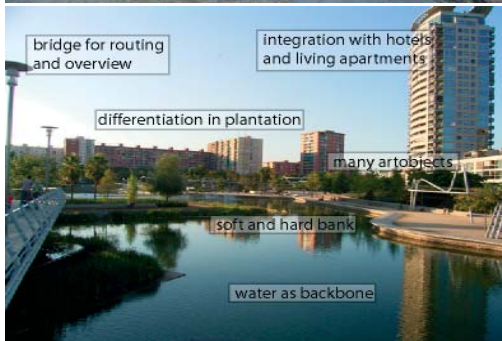 bridge for routing
and overview
integration with hotels
and living apartments
differentiation in plantation
many artobjects
soft and hard bank
water as backbone